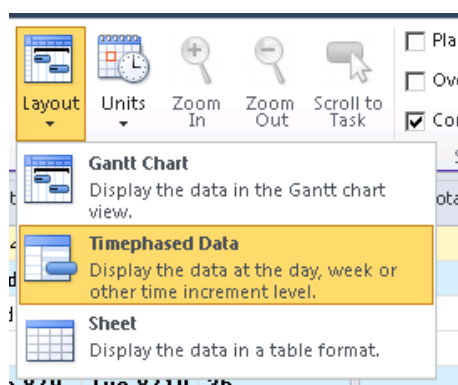 Pla
Ove
Layout Units Zoom In Zoom Out Scroll to Task
Gantt Chart
Display the data in the Gantt chart
view.
Timephased Data
Display the data at the day, week or
other time increment level.
Sheet
Display the data in a table format.